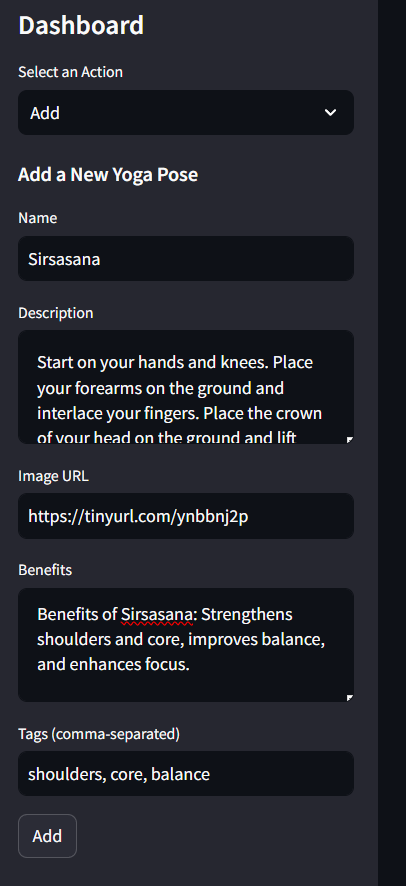 Dashboard
Select an Action
Add
Add a New Yoga Pose
Name
Sirsasana
Description
Start on your hands and knees. Place
your forearms on the ground and
interlace your fingers. Place the crown
of your head on the ground and lift
Image URL
https://tinyurl.com/ynbbnj2p
Benefits
Benefits of Sirsasana: Strengthens
shoulders and core, improves balance,
and enhances focus.
Tags (comma-separated)
shoulders, core, balance
Add